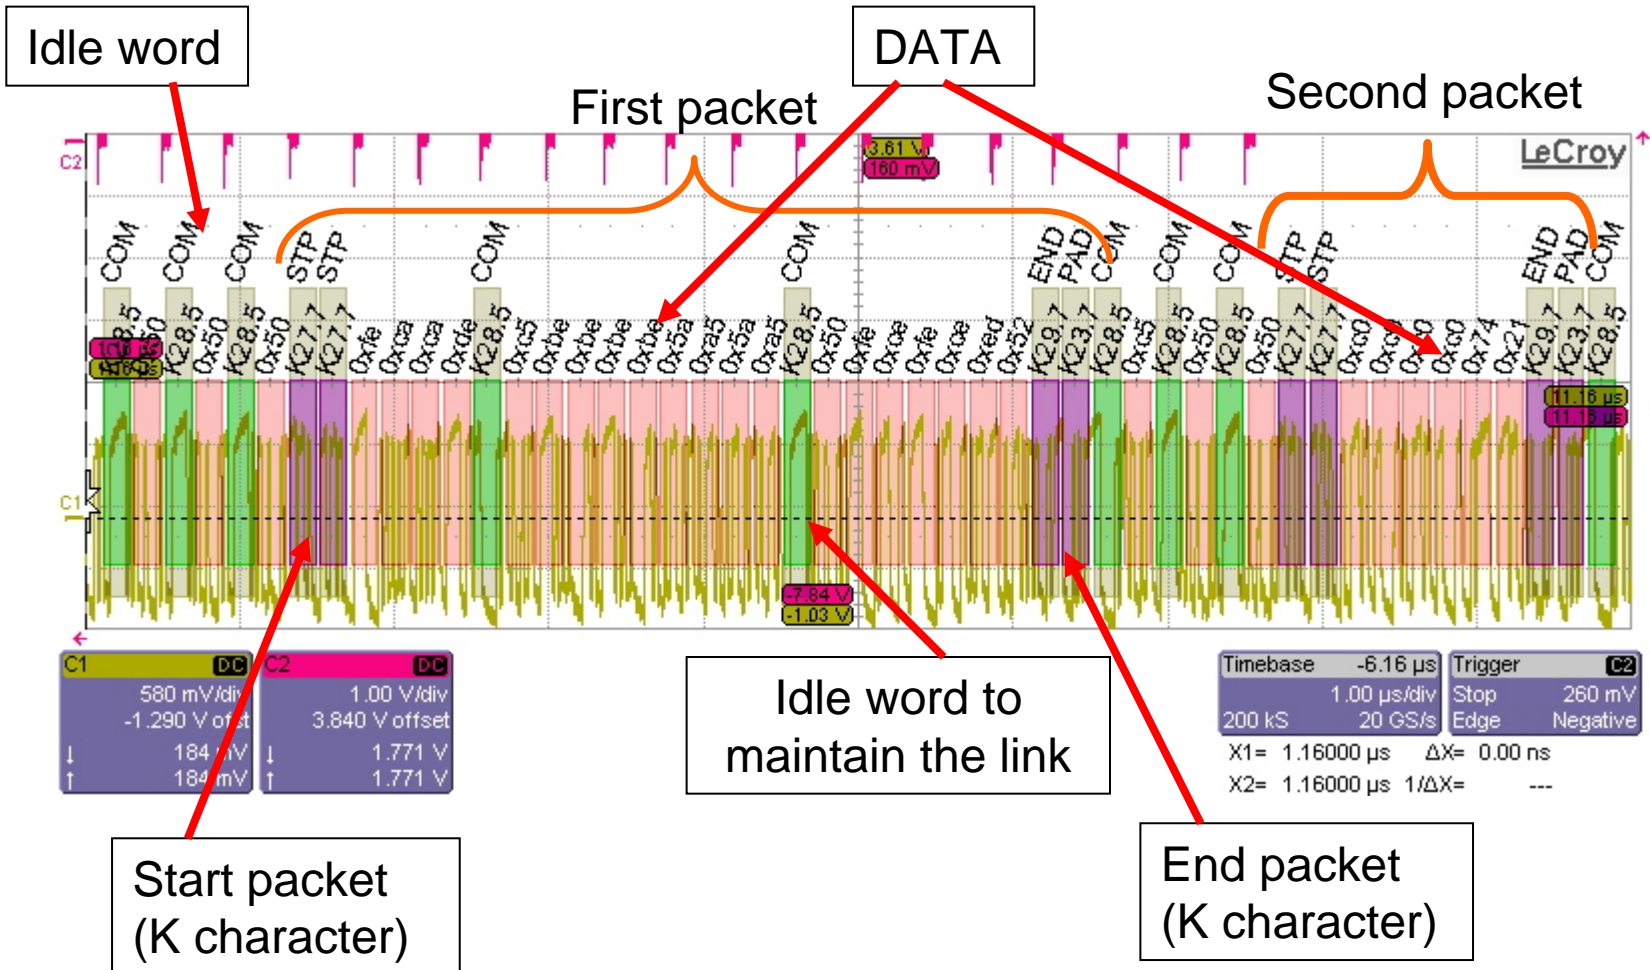 Idle word
DATA
First packet
Second packet
C2
3.61 V
160 mV
LeCroy
COM COM COM STP STP COM COM END PAD COM COM COM STP STP END PAD COM
K28.5 0x50 K28.5 0x50 K27.7 K27.7 0xfe 0xca 0xca 0xde K28.5 0xc5 0xbe 0xbe 0xbe 0xbe 0x5a 0xa5 0x5a 0xa5 K28.5 0x50 0xfe 0xce 0xfe 0xce 0xed 0x52 K29.7 K23.7 K28.5 0xc5 K28.5 0x50 K28.5 0x50 K27.7 K27.7 0xc0 0xc0 0x74 0x21 K29.7 K23.7 K28.5
11.16 µs
C1
-7.84 V
-1.03 V
C1 DC
580 mV/div
-1.290 V ofst
↓ 184 mV
↑ 184 mV
C2 DC
1.00 V/div
3.840 V offset
↓ 1.771 V
↑ 1.771 V
Idle word to
maintain the link
Timebase -6.16 µs
1.00 µs/div
200 kS 20 GS/s
Trigger C2
Stop 260 mV
Edge Negative
X1= 1.16000 µs ΔX= 0.00 ns
X2= 1.16000 µs 1/ΔX= ---
Start packet
(K character)
End packet
(K character)